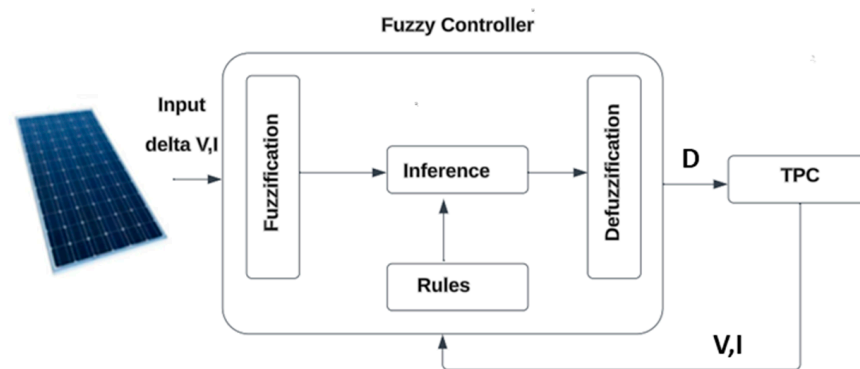 Fuzzy Controller
Input
delta V,I
Fuzzification
Inference
Rules
Defuzzification
D
TPC
V,I